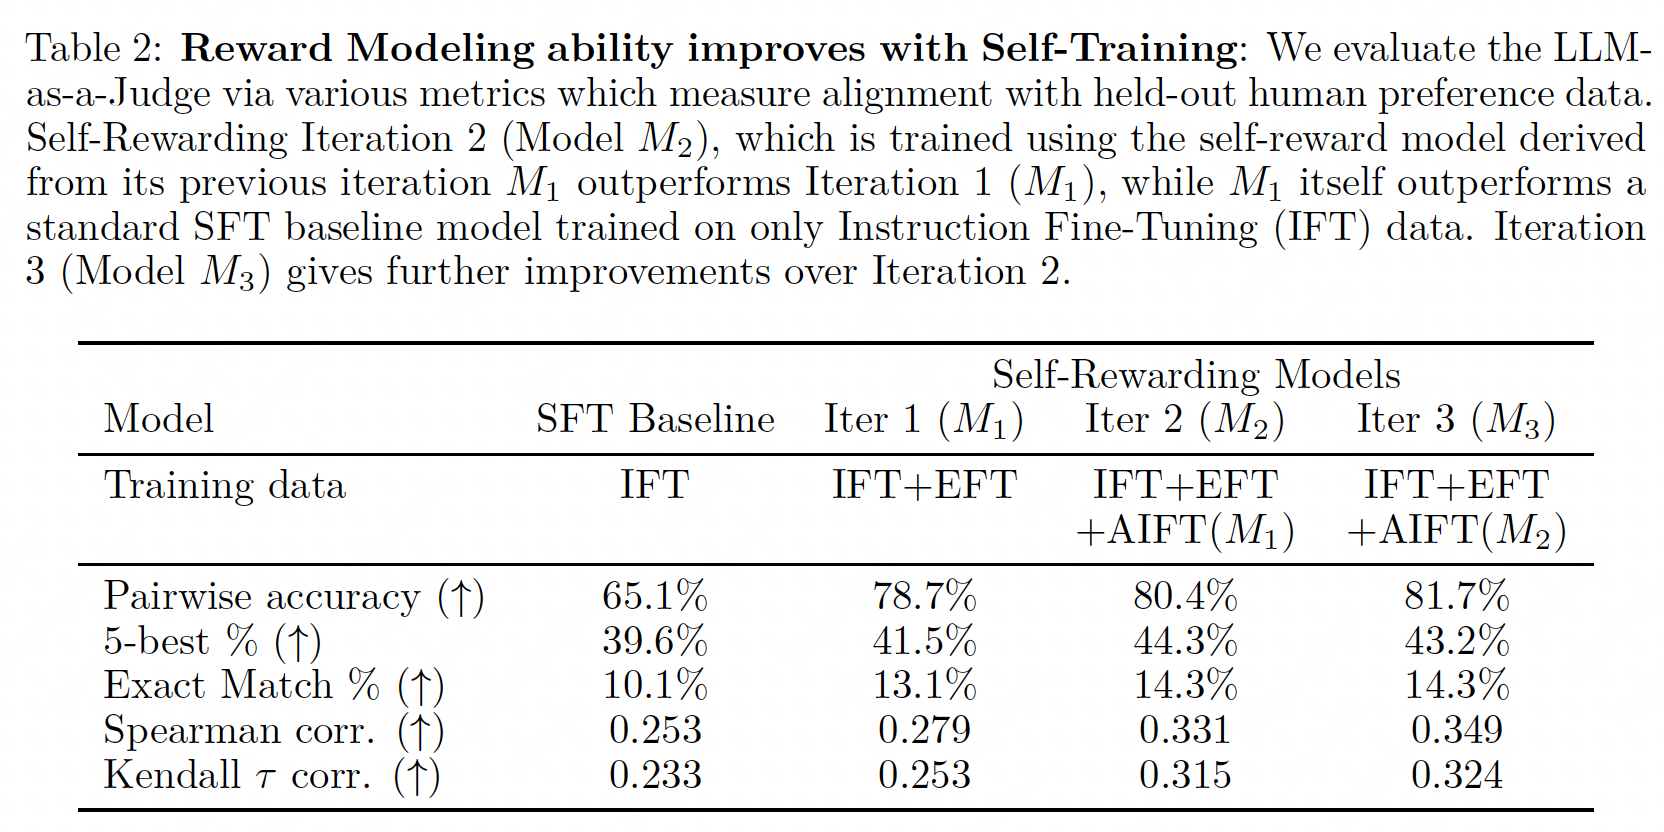 Table 2: Reward Modeling ability improves with Self-Training: We evaluate the LLM-
as-a-Judge via various metrics which measure alignment with held-out human preference data.
Self-Rewarding Iteration 2 (Model M₂), which is trained using the self-reward model derived
from its previous iteration M₁ outperforms Iteration 1 (M₁), while M₁ itself outperforms a
standard SFT baseline model trained on only Instruction Fine-Tuning (IFT) data. Iteration
3 (Model M₃) gives further improvements over Iteration 2.
Self-Rewarding Models
Model SFT Baseline Iter 1 (M₁) Iter 2 (M₂) Iter 3 (M₃)
Training data IFT IFT+EFT IFT+EFT IFT+EFT
+AIFT(M₁) +AIFT(M₂)
Pairwise accuracy (↑) 65.1% 78.7% 80.4% 81.7%
5-best % (↑) 39.6% 41.5% 44.3% 43.2%
Exact Match % (↑) 10.1% 13.1% 14.3% 14.3%
Spearman corr. (↑) 0.253 0.279 0.331 0.349
Kendall τ corr. (↑) 0.233 0.253 0.315 0.324